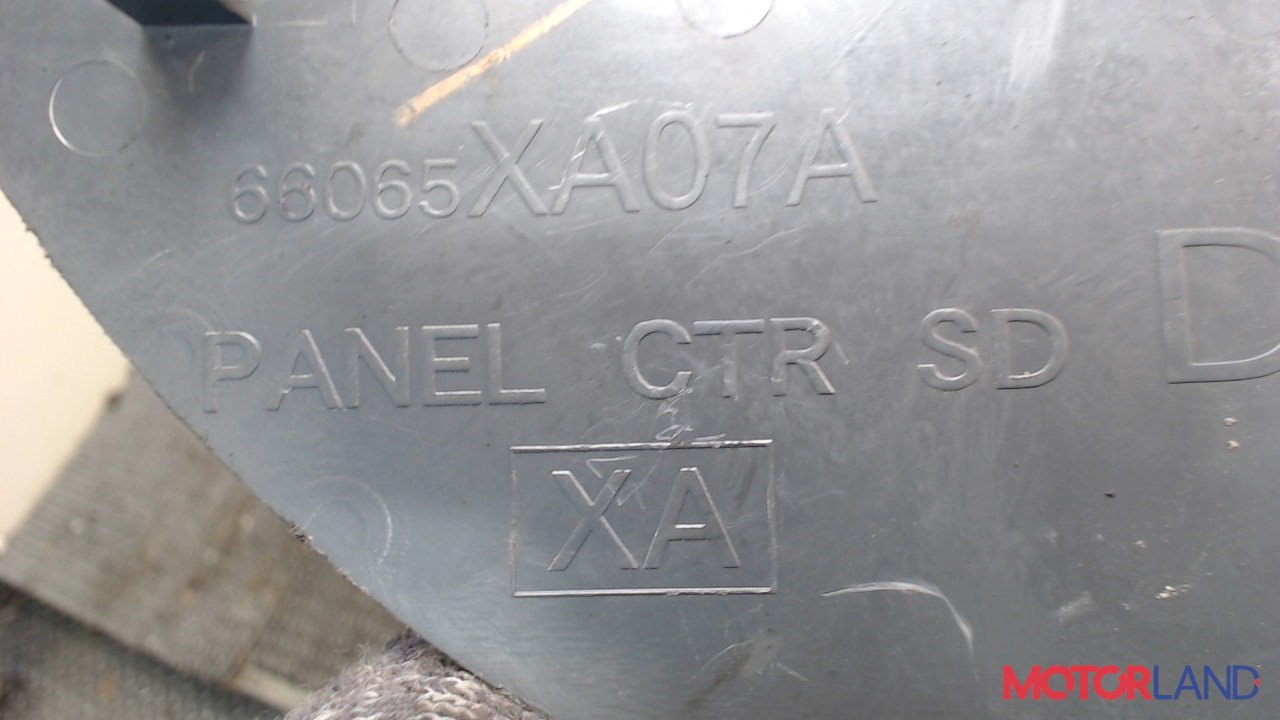 66065XA07A
PANEL CTR SD D
XA
MOTORLAND